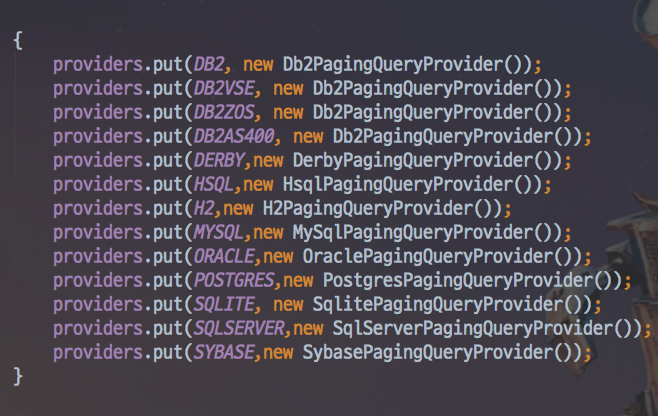 {
providers.put(DB2, new Db2PagingQueryProvider());
providers.put(DB2VSE, new Db2PagingQueryProvider());
providers.put(DB2ZOS, new Db2PagingQueryProvider());
providers.put(DB2AS400, new Db2PagingQueryProvider());
providers.put(DERBY,new DerbyPagingQueryProvider());
providers.put(HSQL,new HsqlPagingQueryProvider());
providers.put(H2,new H2PagingQueryProvider());
providers.put(MYSQL,new MySqlPagingQueryProvider());
providers.put(ORACLE,new OraclePagingQueryProvider());
providers.put(POSTGRES,new PostgresPagingQueryProvider());
providers.put(SQLITE, new SqlitePagingQueryProvider());
providers.put(SQLSERVER,new SqlServerPagingQueryProvider());
providers.put(SYBASE,new SybasePagingQueryProvider());
}